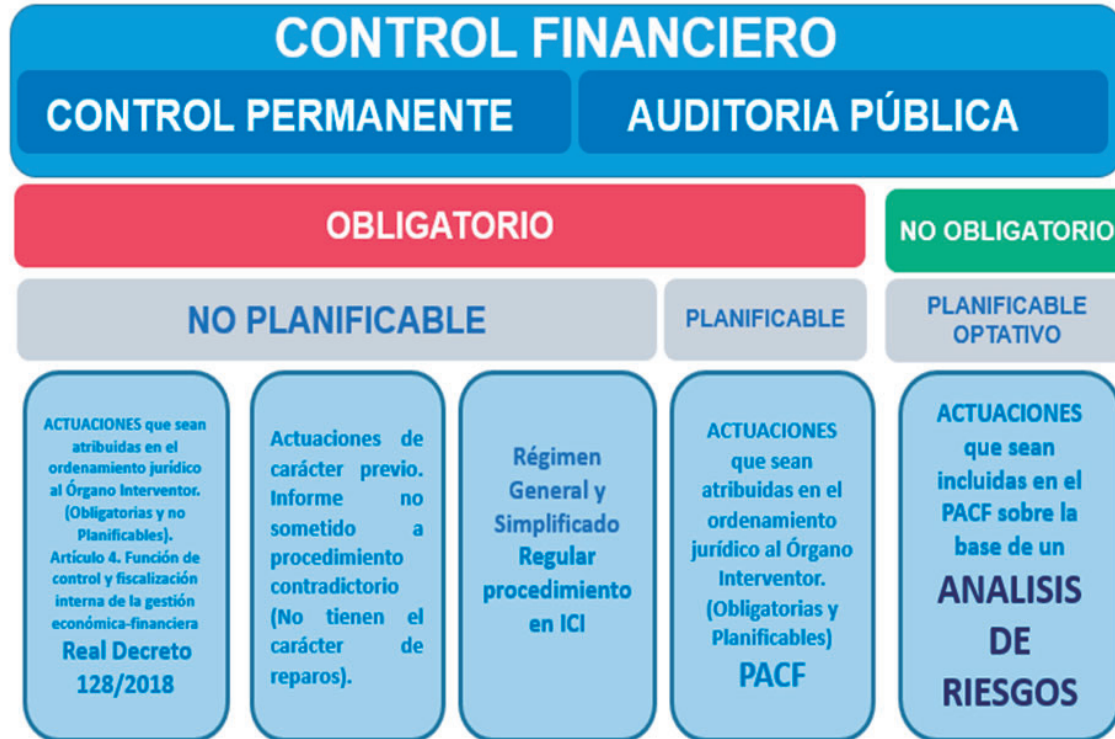 CONTROL FINANCIERO
CONTROL PERMANENTE
AUDITORIA PÚBLICA
OBLIGATORIO
NO OBLIGATORIO
NO PLANIFICABLE
PLANIFICABLE
PLANIFICABLE
OPTATIVO
ACTUACIONES que sean
atribuidas en el
ordenamiento jurídico
al Órgano Interventor.
(Obligatorias y no
Planificables).
Artículo 4. Función de
control y fiscalización
interna de la gestión
económica-financiera
Real Decreto
128/2018
Actuaciones de
carácter previo.
Informe no
sometido a
procedimiento
contradictorio
(No tienen el
carácter de
reparos).
Régimen
General y
Simplificado
Regular
procedimiento
en ICI
ACTUACIONES
que sean
atribuidas en el
ordenamiento
jurídico al Órgano
Interventor.
(Obligatorias y
Planificables)
PACF
ACTUACIONES
que sean
incluidas en el
PACF sobre la
base de un
ANALISIS
DE
RIESGOS